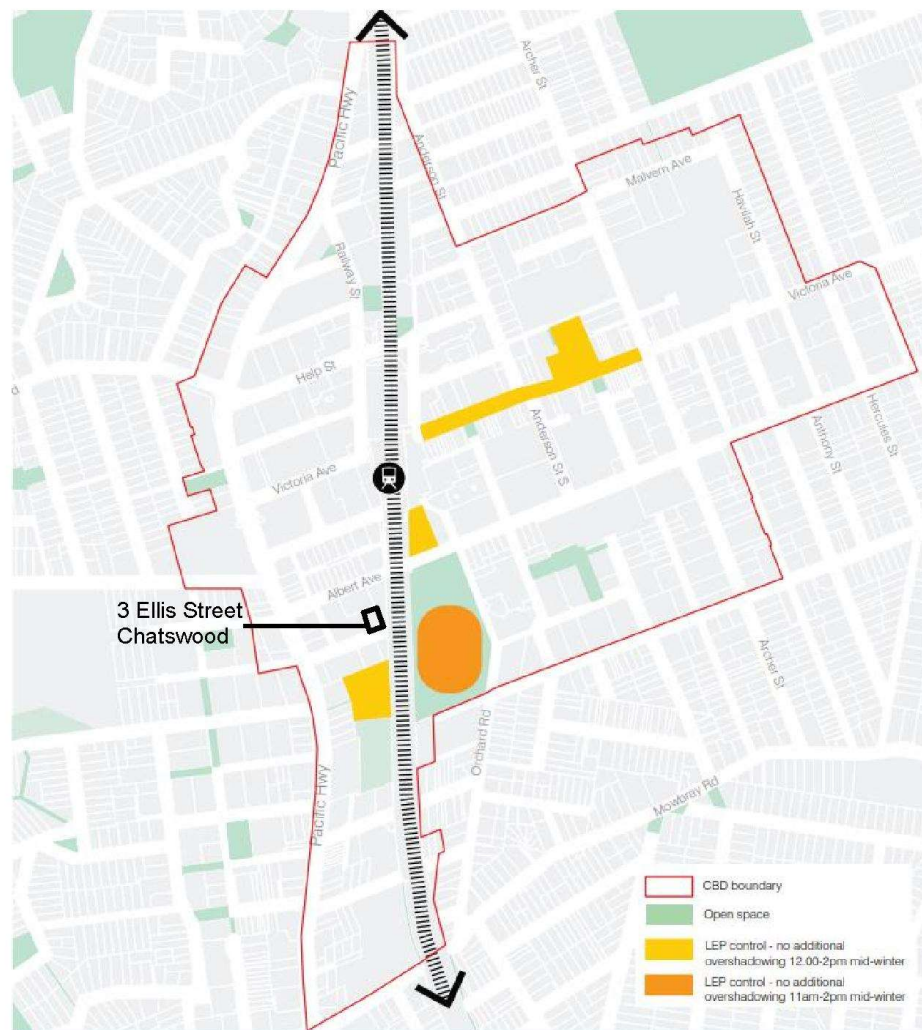 Archer St
Pacific Hwy
Anderson St
Malvern Ave
Havilah St
Railway St
Victoria Ave
Help St
d
Anderson St S
Anthony St
Hercules St
Victoria Ave
Albert Ave
3 Ellis Street
Chatswood
Archer St
Orchard Rd
Pacific Hwy
Mowbray Rd
CBD boundary
Open space
LEP control - no additional
overshadowing 12.00-2pm mid-winter
LEP control - no additional
overshadowing 11am-2pm mid-winter